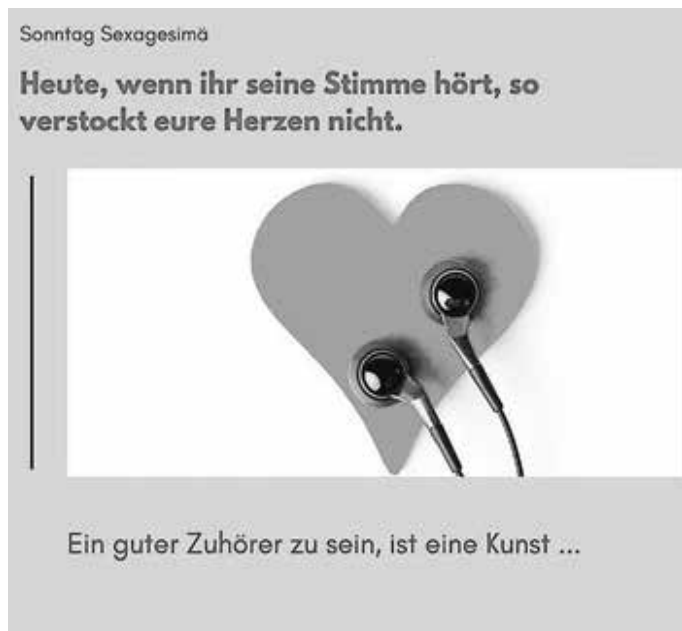 Sonntag Sexagesimä
Heute, wenn ihr seine Stimme hört, so
verstockt eure Herzen nicht.
Ein guter Zuhörer zu sein, ist eine Kunst ...